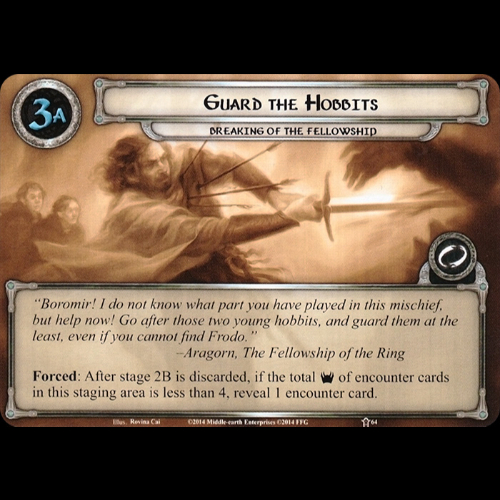 3A
GUARD THE HOBBITS
BREAKING OF THE FELLOWSHIP
“Boromir! I do not know what part you have played in this mischief,
but help now! Go after those two young hobbits, and guard them at the
least, even if you cannot find Frodo.”
–Aragorn, The Fellowship of the Ring
Forced: After stage 2B is discarded, if the total of encounter cards
in this staging area is less than 4, reveal 1 encounter card.
Illus. Rovina Cai ©2014 Middle-earth Enterprises ©2014 FFG 64